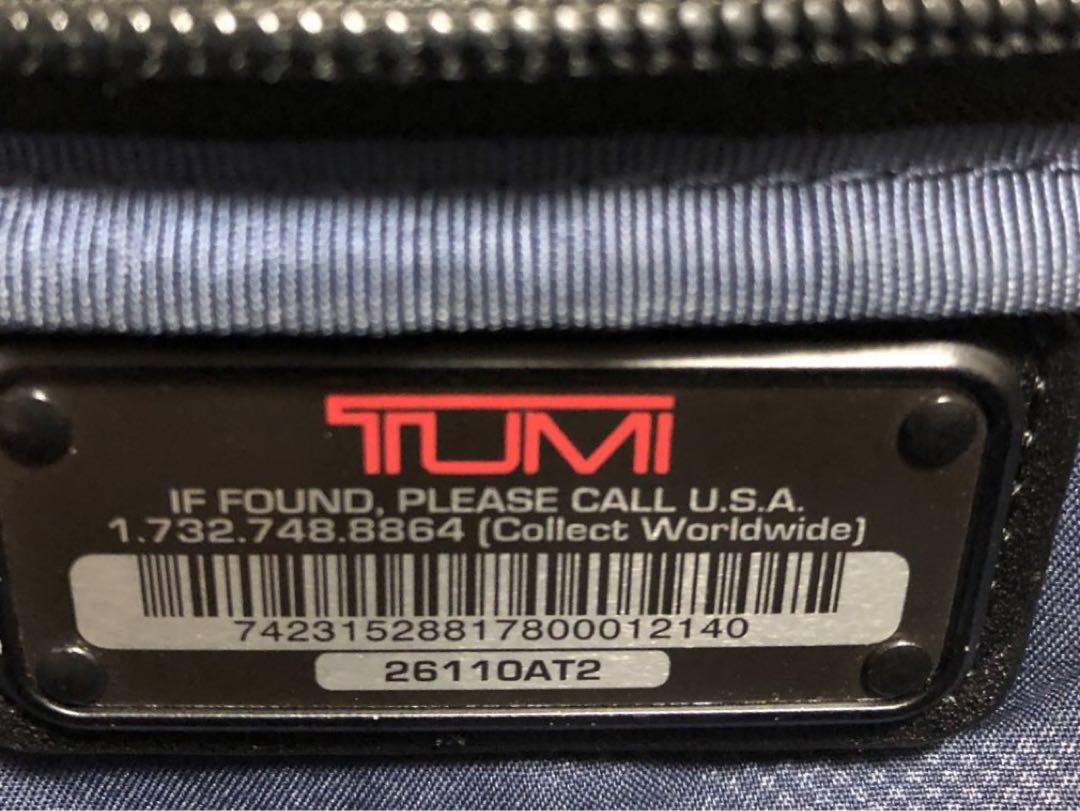 TUMI
IF FOUND, PLEASE CALL U.S.A.
1.732.748.8864 (Collect Worldwide)
74231528817800012140
26110AT2